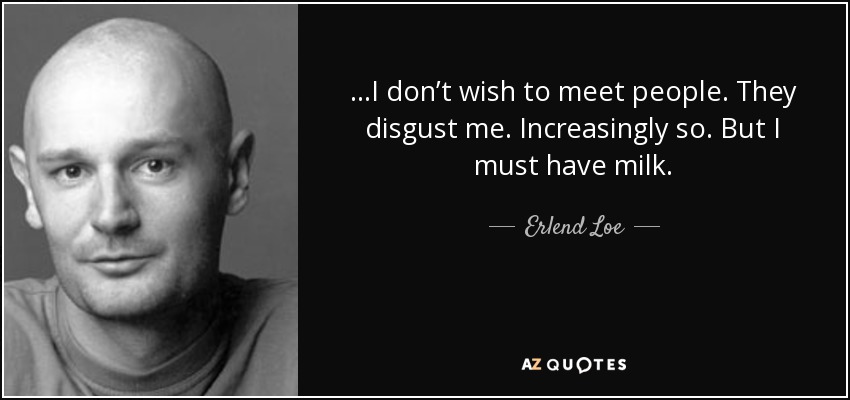 ...I don’t wish to meet people. They
disgust me. Increasingly so. But I
must have milk.
Erlend Loe
AZ QUOTES